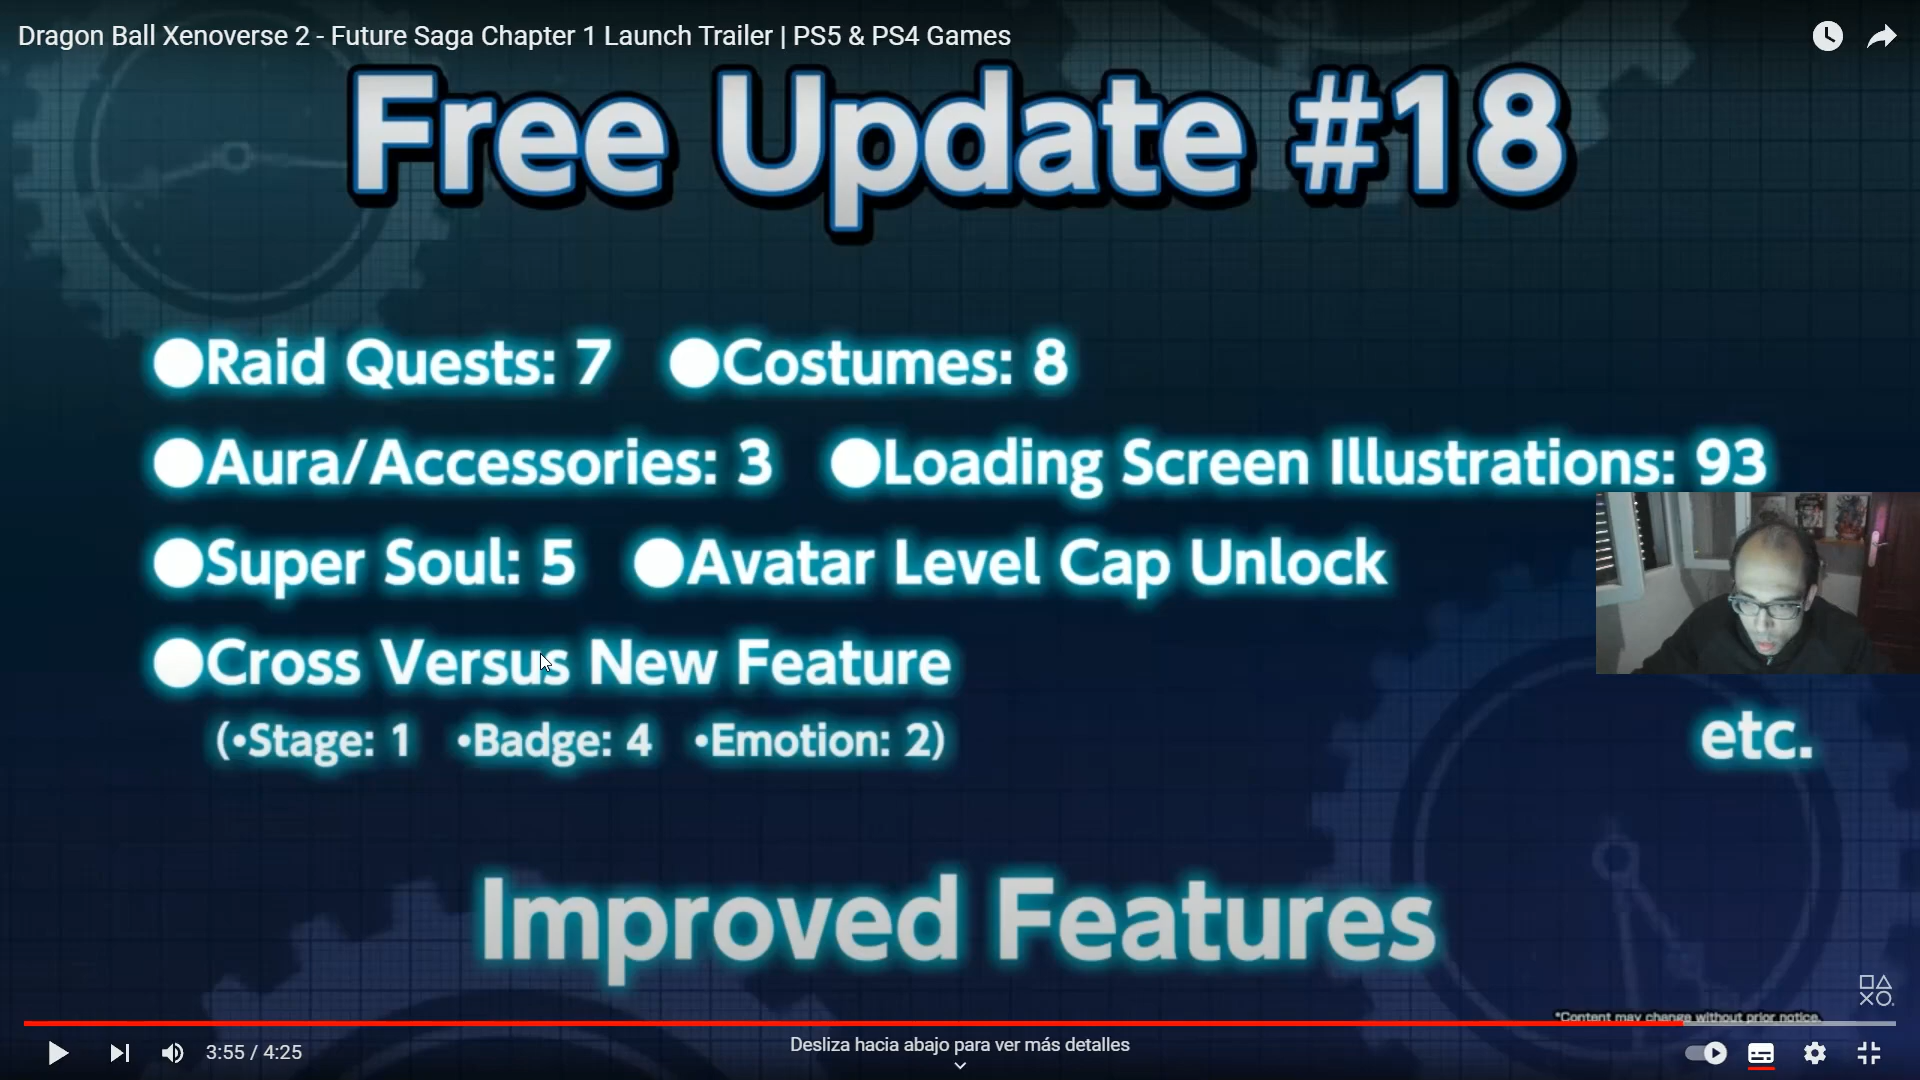 Dragon Ball Xenoverse 2 - Future Saga Chapter 1 Launch Trailer | PS5 & PS4 Games
Free Update #18
●Raid Quests: 7 ●Costumes: 8
●Aura/Accessories: 3 ●Loading Screen Illustrations: 93
●Super Soul: 5 ●Avatar Level Cap Unlock
●Cross Versus New Feature
(•Stage: 1 •Badge: 4 •Emotion: 2)
etc.
Improved Features
*Content may change without prior notice.
3:55 / 4:25
Desliza hacia abajo para ver más detalles